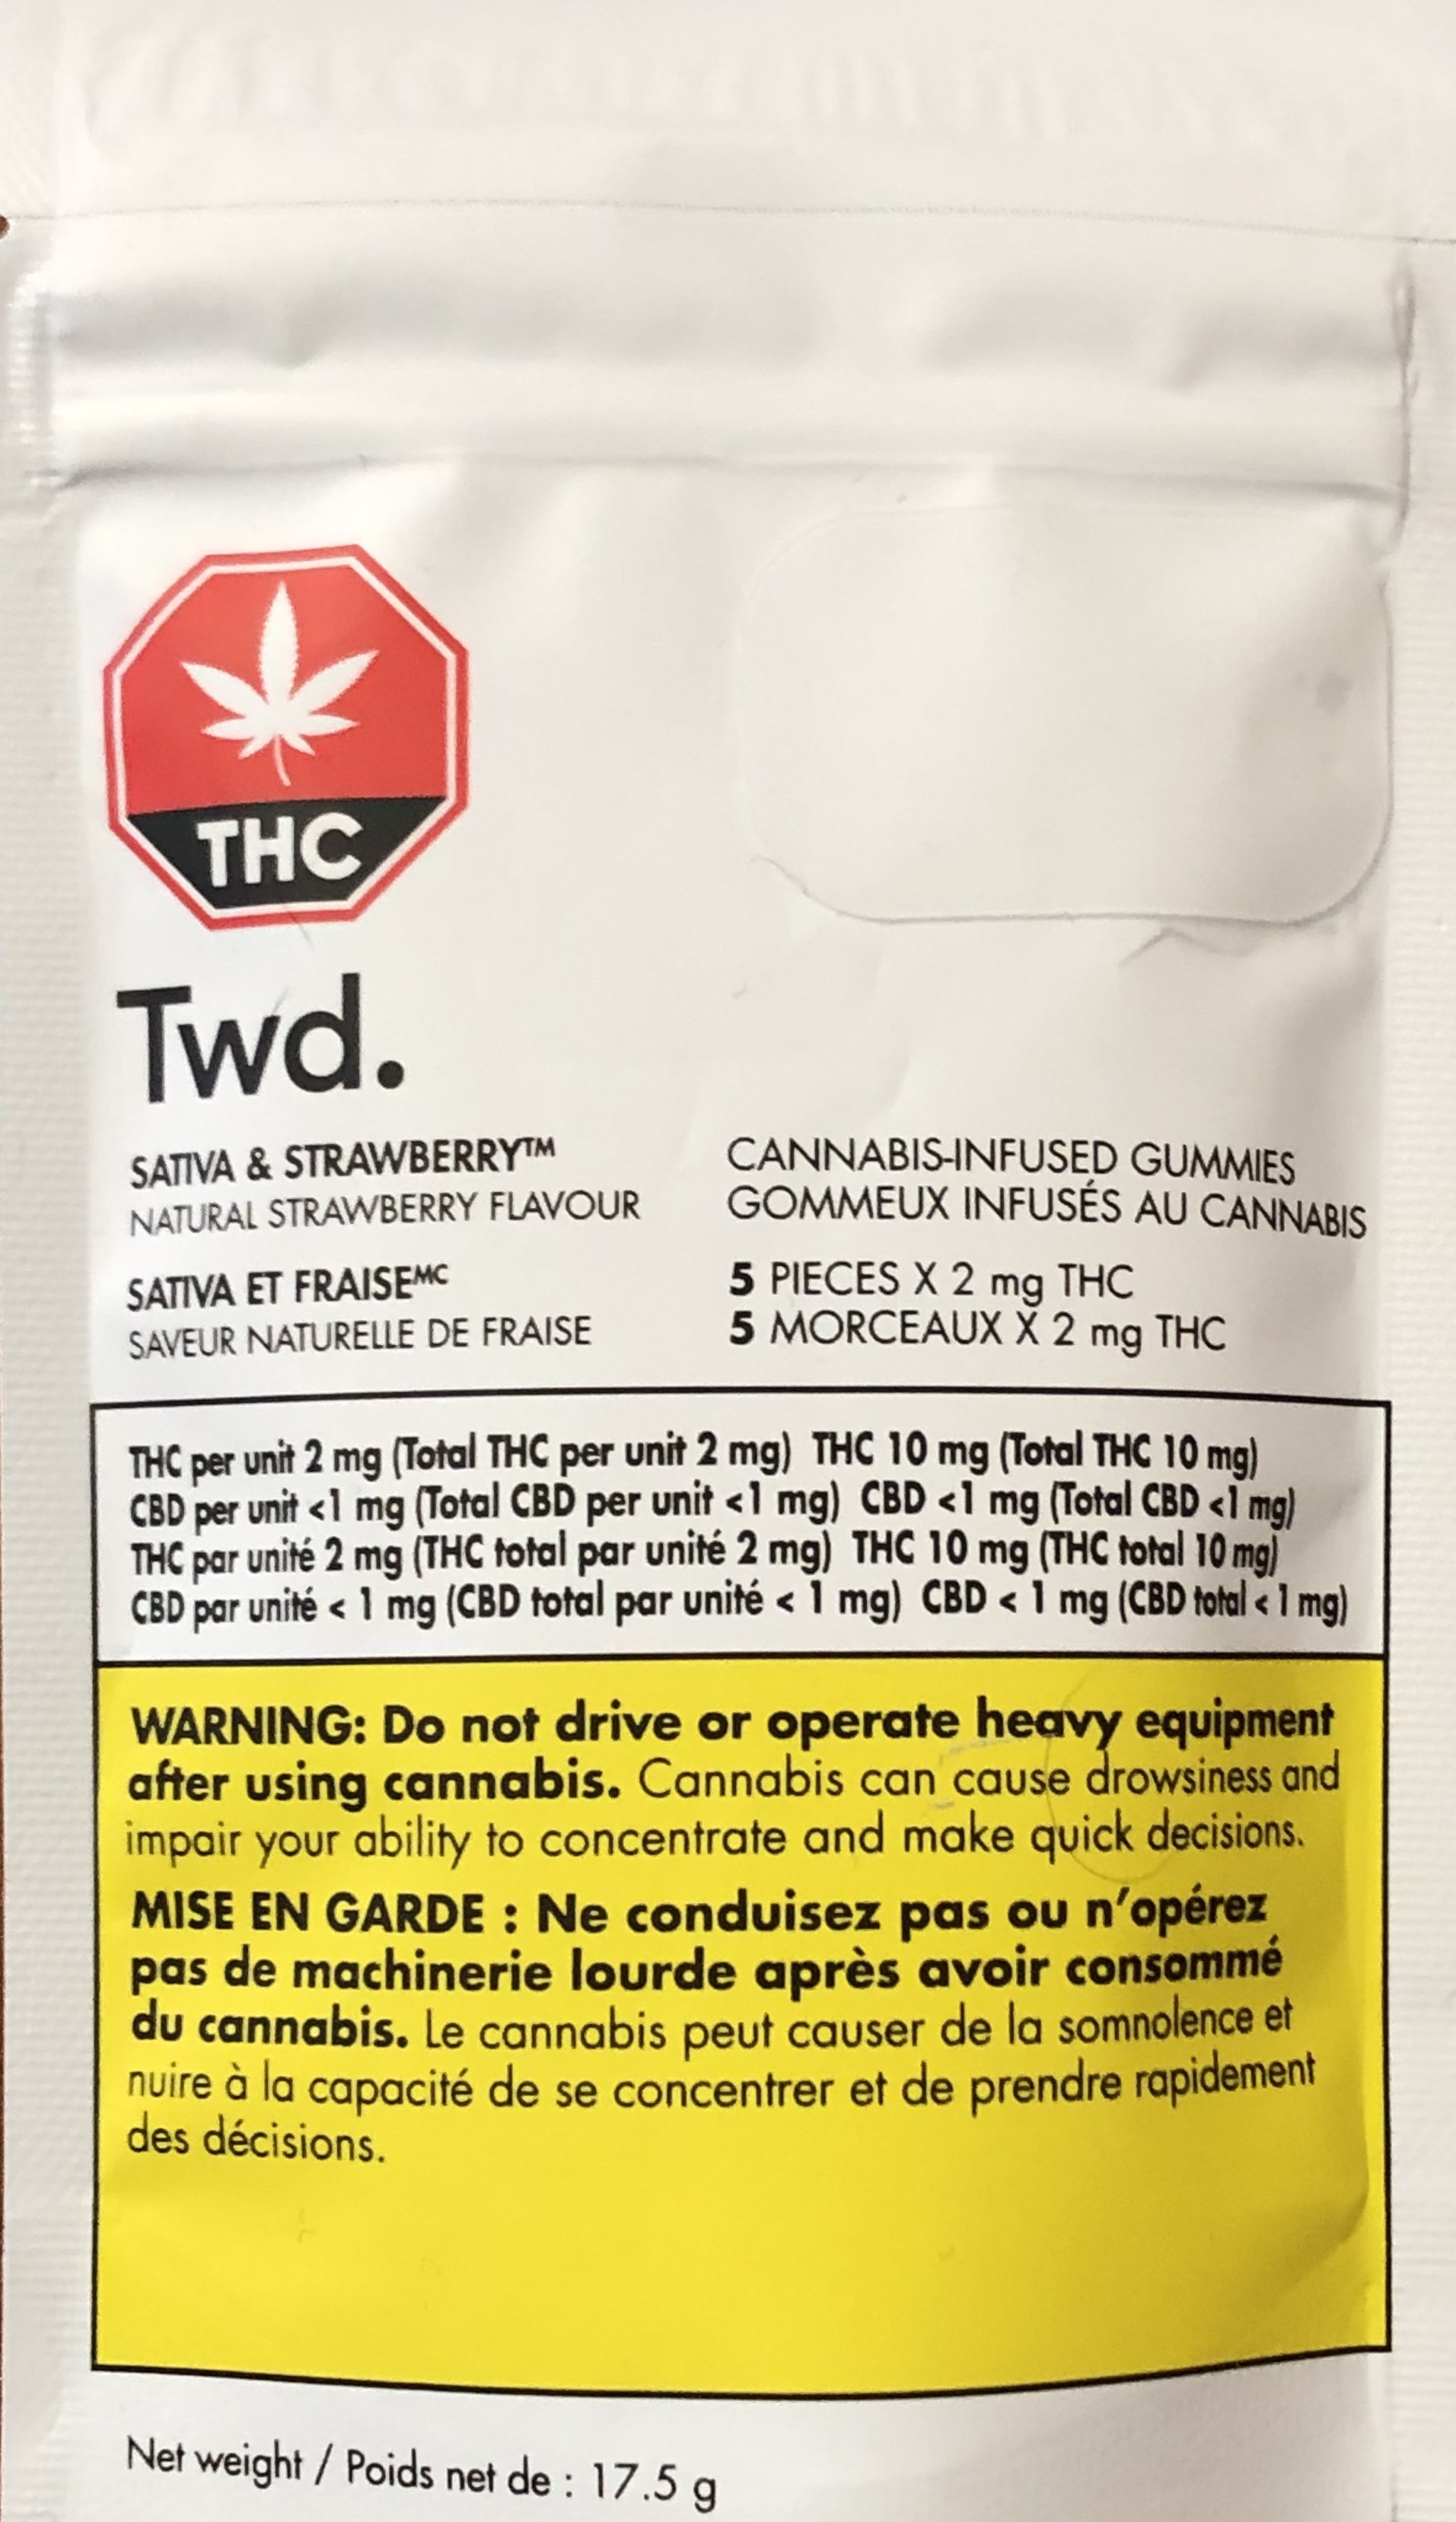 THC
Twd.
SATIVA & STRAWBERRY™
NATURAL STRAWBERRY FLAVOUR
SATIVA ET FRAISEᴹᶜ
SAVEUR NATURELLE DE FRAISE
CANNABIS-INFUSED GUMMIES
GOMMEUX INFUSÉS AU CANNABIS
5 PIECES X 2 mg THC
5 MORCEAUX X 2 mg THC
THC per unit 2 mg (Total THC per unit 2 mg) THC 10 mg (Total THC 10 mg)
CBD per unit <1 mg (Total CBD per unit <1 mg) CBD <1 mg (Total CBD <1 mg)
THC par unité 2 mg (THC total par unité 2 mg) THC 10 mg (THC total 10 mg)
CBD par unité < 1 mg (CBD total par unité < 1 mg) CBD < 1 mg (CBD total < 1 mg)
WARNING: Do not drive or operate heavy equipment
after using cannabis. Cannabis can cause drowsiness and
impair your ability to concentrate and make quick decisions.
MISE EN GARDE : Ne conduisez pas ou n’opérez
pas de machinerie lourde après avoir consommé
du cannabis. Le cannabis peut causer de la somnolence et
nuire à la capacité de se concentrer et de prendre rapidement
des décisions.
Net weight / Poids net de : 17.5 g